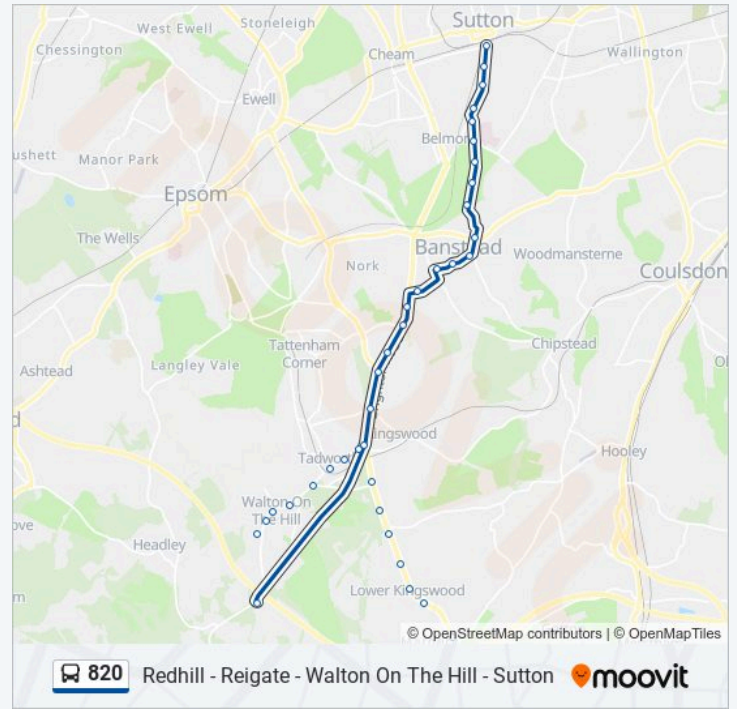 Sutton
Stoneleigh
West Ewell
Chessington
Cheam
Wallington
Ewell
Belmon
ushett
Manor Park
Epsom
The Wells
Banstead
Woodmansterne
Nork
Coulsdon
Tattenham
Corner
Chipstead
Langley Vale
Ashtead
d
ingswood
Hooley
Tadwor
Walton On
The Hill
ove
Headley
Lower Kingswood
m
© OpenStreetMap contributors | © OpenMapTiles
820 Redhill - Reigate - Walton On The Hill - Sutton moovit